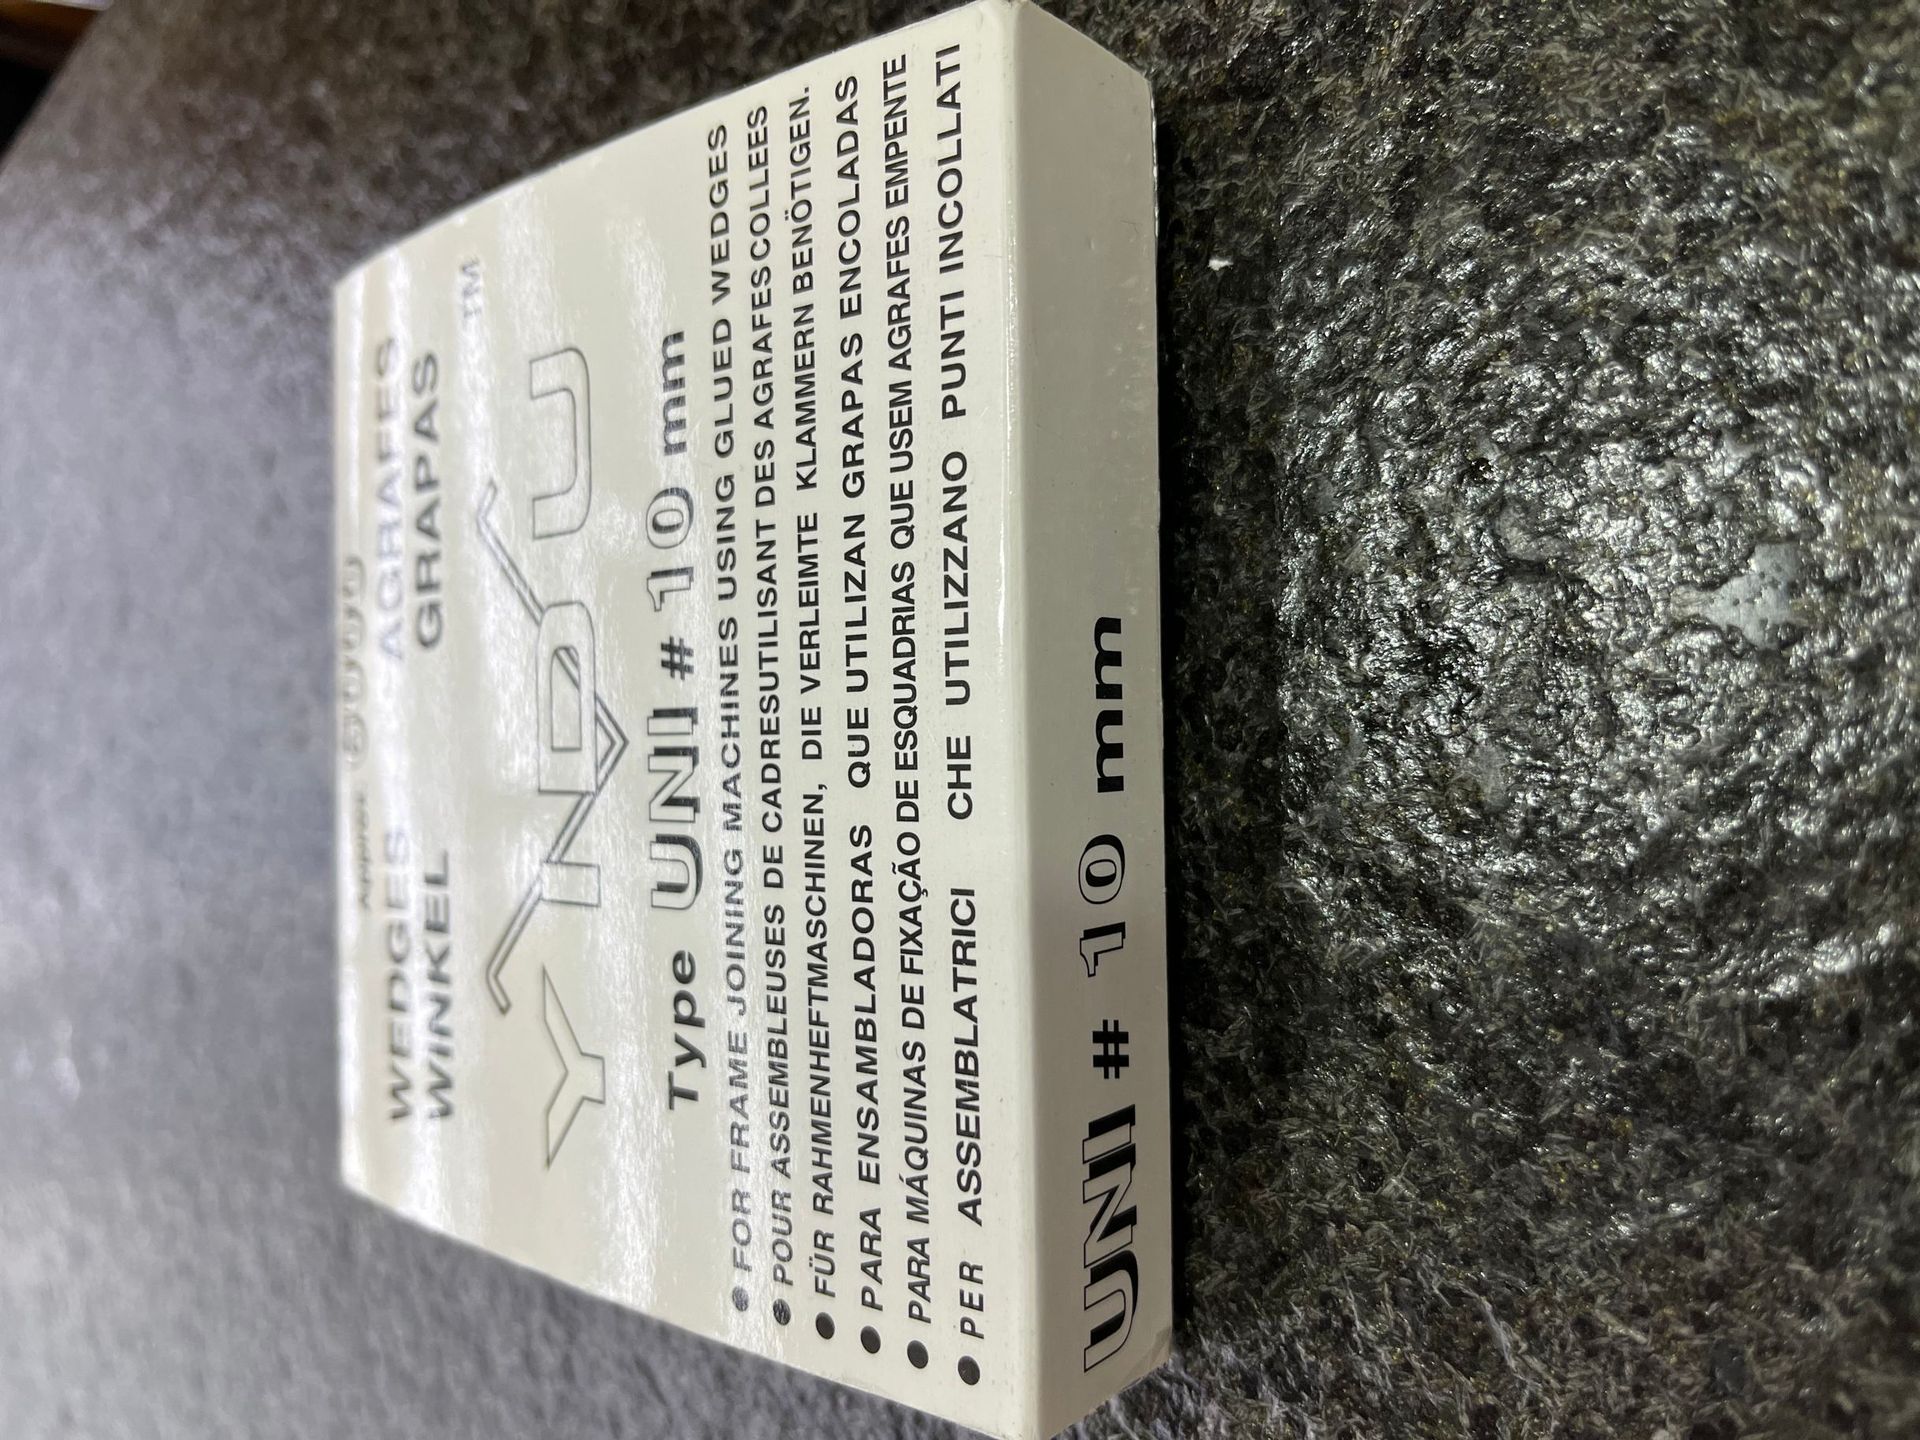 Approx 5000
WEDGES AGRAFFES
WINKEL GRAPAS
YNDU TM
Type UNI # 10 mm
● FOR FRAME JOINING MACHINES USING GLUED WEDGES
● POUR ASSEMBLEUSES DE CADRESUTILISANT DES AGRAFESCOLLEES
● FÜR RAHMENHEFTMASCHINEN, DIE VERLEIMTE KLAMMERN BENÖTIGEN.
● PARA ENSAMBLADORAS QUE UTILIZAN GRAPAS ENCOLADAS
● PARA MÁQUINAS DE FIXAÇÃO DE ESQUADRIAS QUE USEM AGRAFES EMPENTE
● PER ASSEMBLATRICI CHE UTILIZZANO PUNTI INCOLLATI
UNI # 10 mm